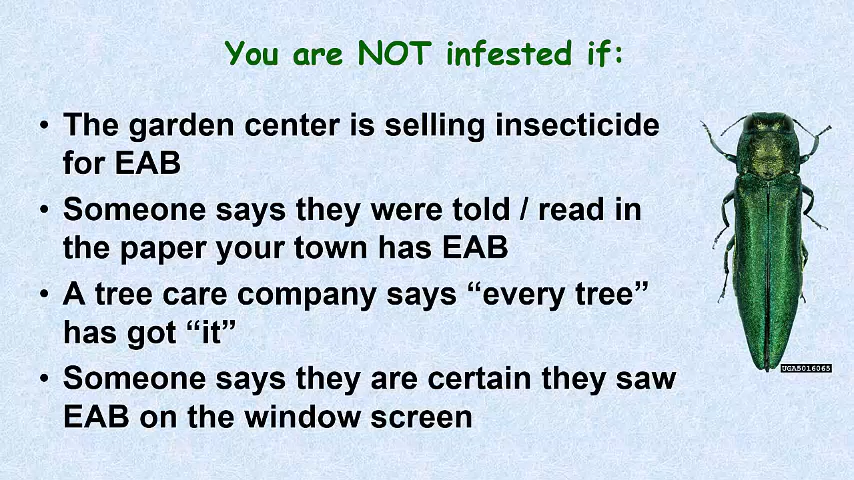 You are NOT infested if:
• The garden center is selling insecticide
for EAB
• Someone says they were told / read in
the paper your town has EAB
• A tree care company says “every tree”
has got “it”
• Someone says they are certain they saw
EAB on the window screen
UGA5016065